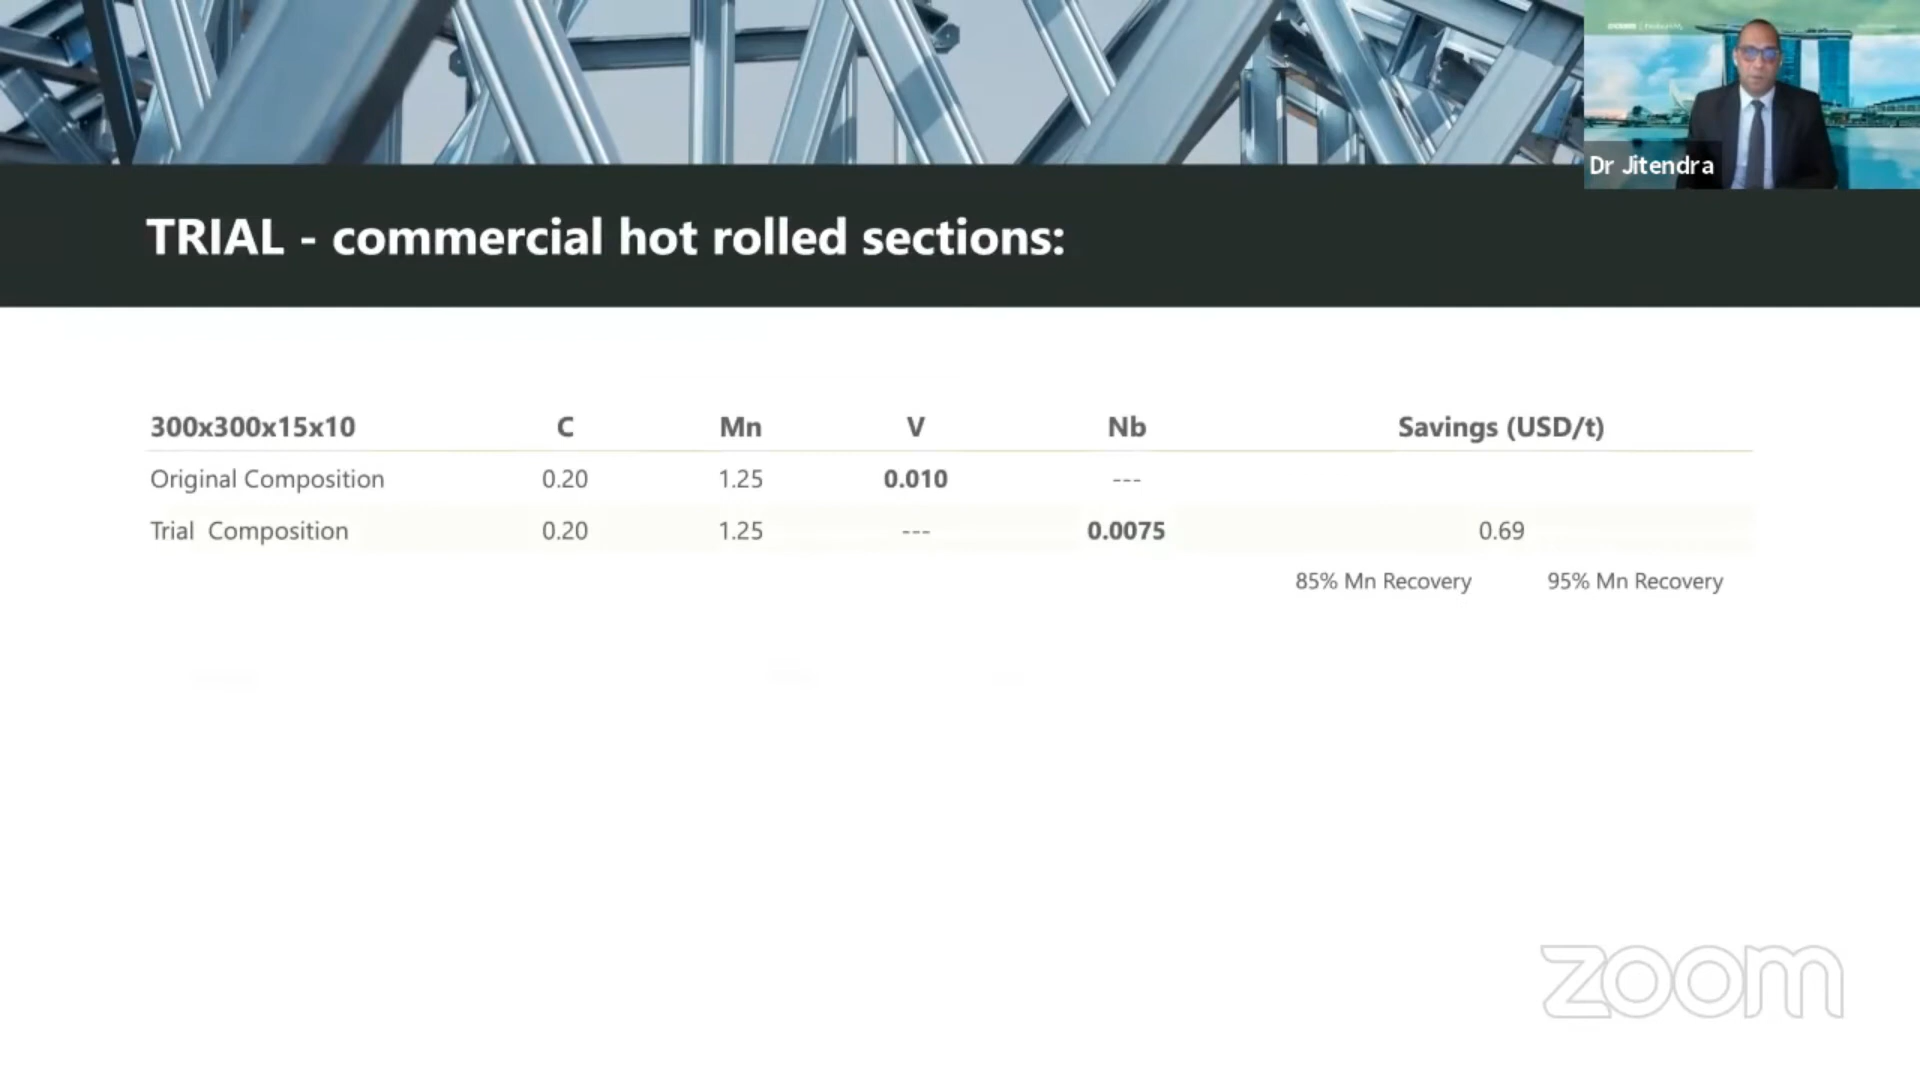 Dr Jitendra
TRIAL - commercial hot rolled sections:
300x300x15x10 C Mn V Nb Savings (USD/t)
Original Composition 0.20 1.25 0.010 ---
Trial Composition 0.20 1.25 --- 0.0075 0.69
85% Mn Recovery 95% Mn Recovery
zoom